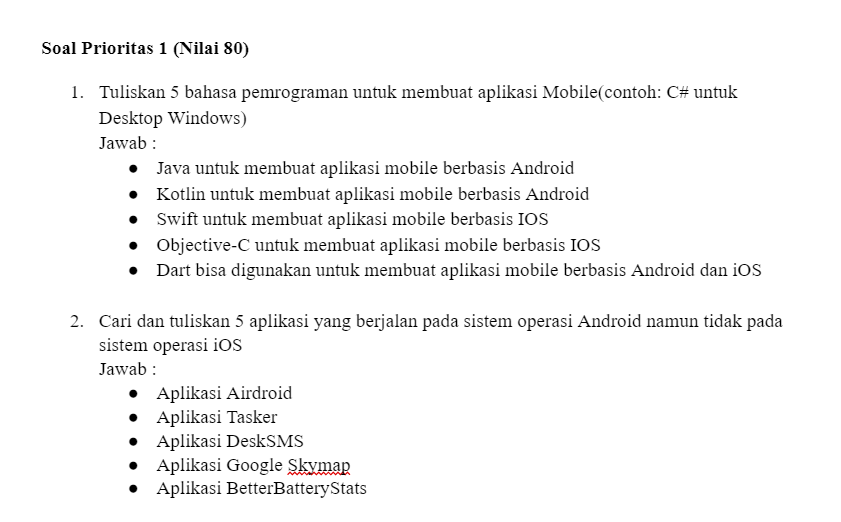 Soal Prioritas 1 (Nilai 80)
1. Tuliskan 5 bahasa pemrograman untuk membuat aplikasi Mobile(contoh: C# untuk
Desktop Windows)
Jawab :
● Java untuk membuat aplikasi mobile berbasis Android
● Kotlin untuk membuat aplikasi mobile berbasis Android
● Swift untuk membuat aplikasi mobile berbasis IOS
● Objective-C untuk membuat aplikasi mobile berbasis IOS
● Dart bisa digunakan untuk membuat aplikasi mobile berbasis Android dan iOS
2. Cari dan tuliskan 5 aplikasi yang berjalan pada sistem operasi Android namun tidak pada
sistem operasi iOS
Jawab :
● Aplikasi Airdroid
● Aplikasi Tasker
● Aplikasi DeskSMS
● Aplikasi Google Skymap
● Aplikasi BetterBatteryStats